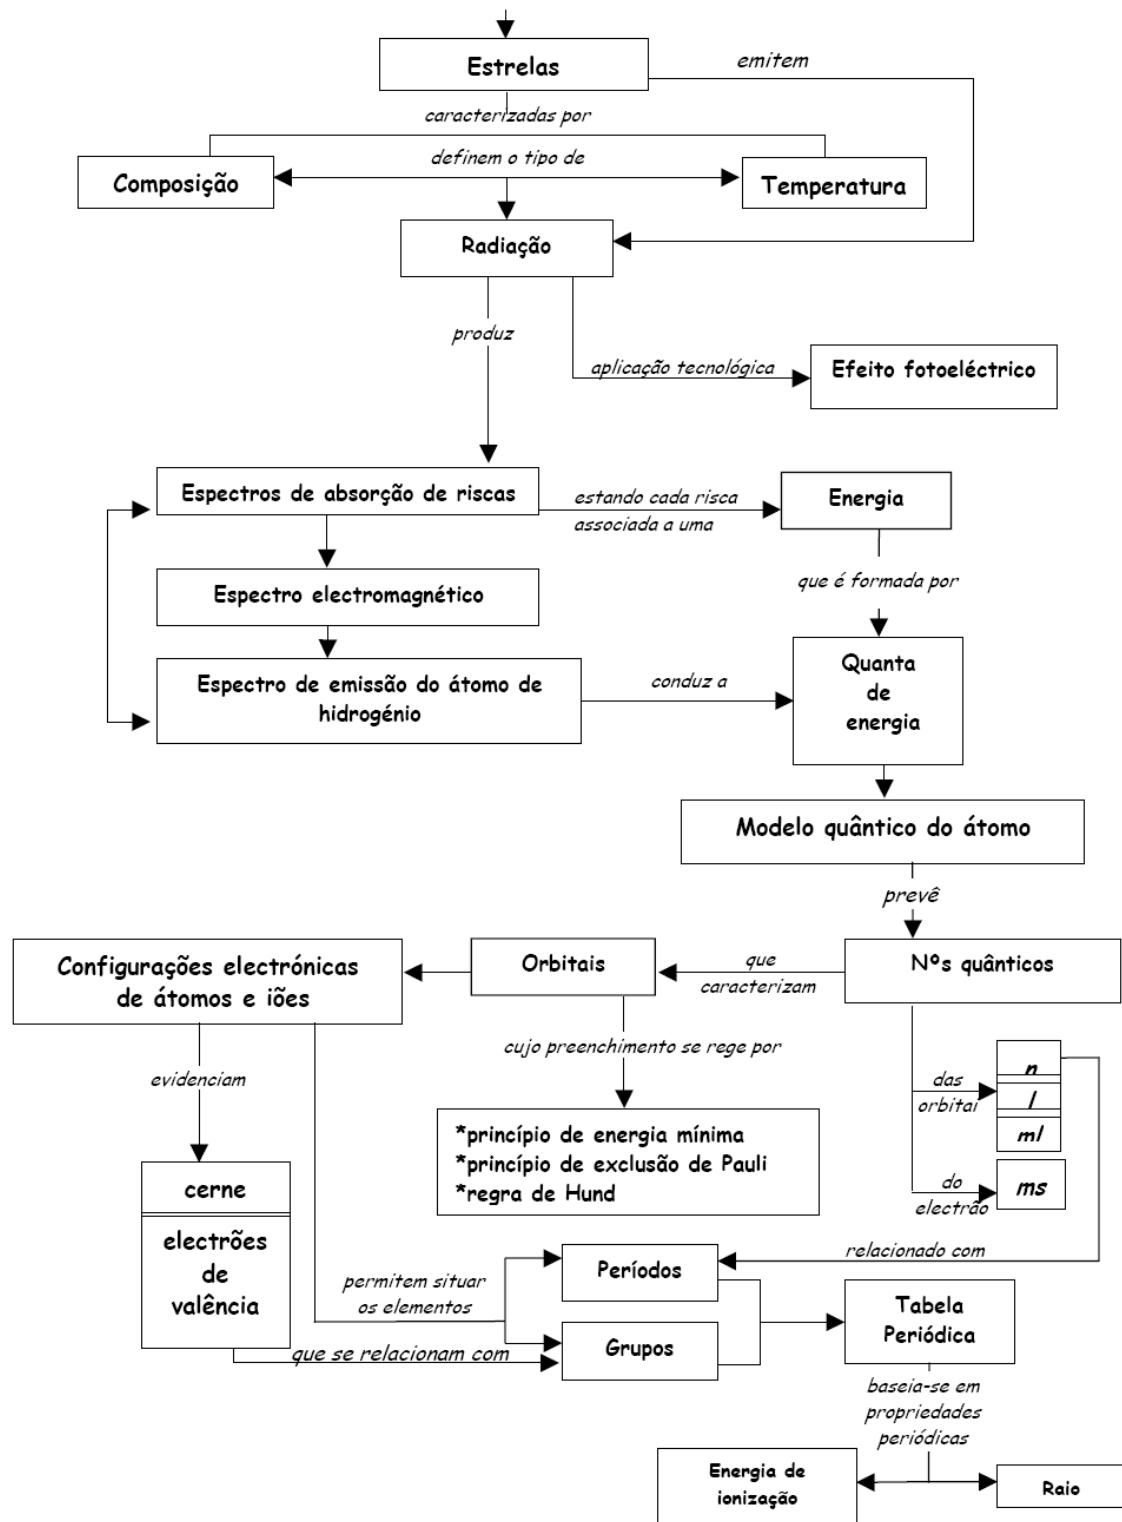 Estrelas
emitem
caracterizadas por
definem o tipo de
Composição
Temperatura
Radiação
produz
aplicação tecnológica
Efeito fotoeléctrico
Espectros de absorção de riscas
estando cada risca
associada a uma
Energia
Espectro electromagnético
que é formada por
Espectro de emissão do átomo de
hidrogénio
conduz a
Quanta
de
energia
Modelo quântico do átomo
prevê
Configurações electrónicas
de átomos e iões
Orbitais
que
caracterizam
Nºs quânticos
cujo preenchimento se rege por
evidenciam
das
orbitai
n
l
ml
*princípio de energia mínima
*princípio de exclusão de Pauli
*regra de Hund
do
electrão
ms
cerne
electrões
de
valência
permitem situar
os elementos
Períodos
relacionado com
Grupos
que se relacionam com
Tabela
Periódica
baseia-se em
propriedades
periódicas
Energia de
ionização
Raio